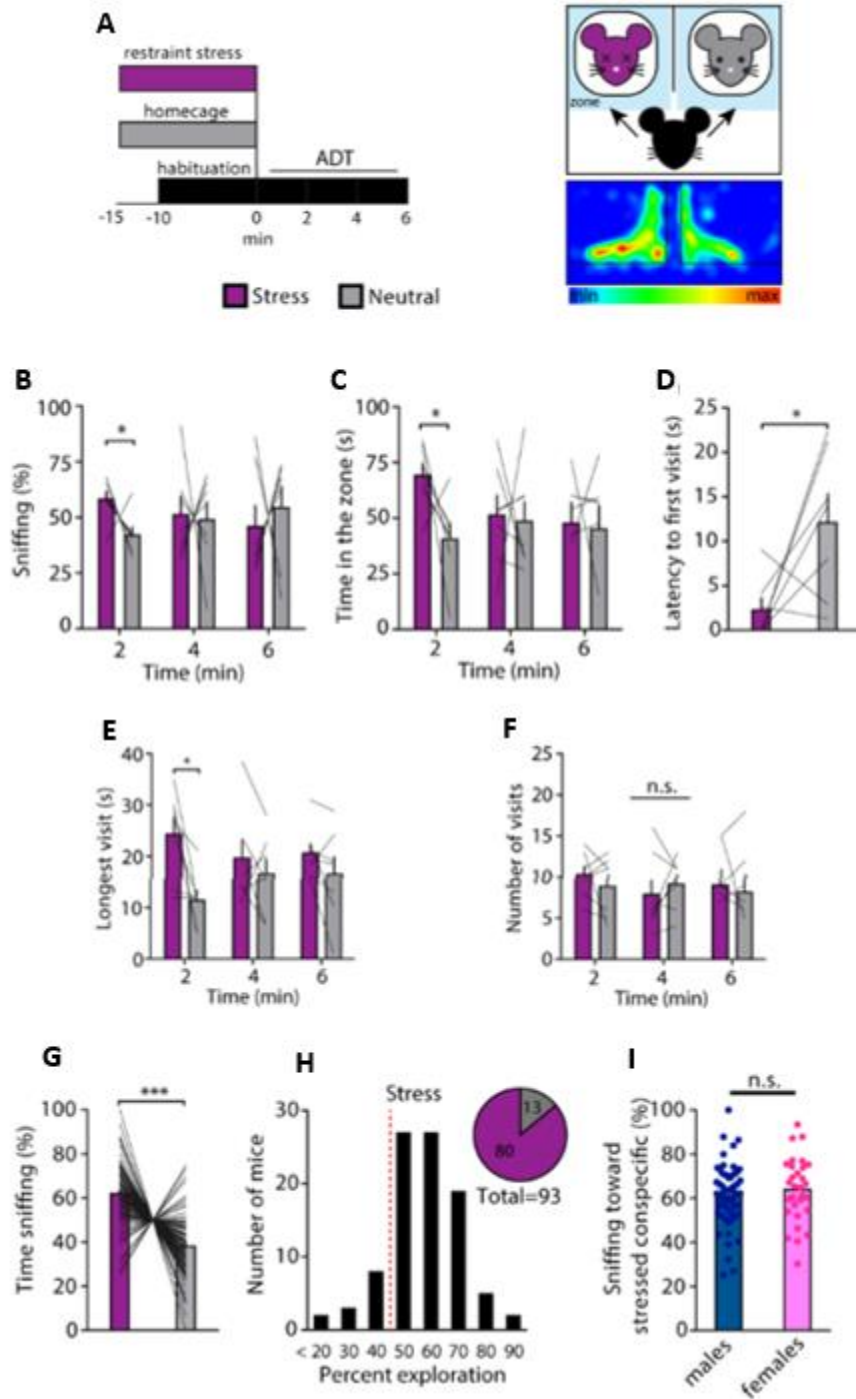 A
restraint stress
homecage
habituation
ADT
-15 -10 0 2 4 6
min
zone
min max
Stress Neutral
B
Sniffing (%)
100
75
50
25
0
*
2 4 6
Time (min)
C
Time in the zone (s)
100
75
50
25
0
*
2 4 6
Time (min)
D
Latency to first visit (s)
25
20
15
10
5
0
*
E
Longest visit (s)
40
30
20
10
0
*
2 4 6
Time (min)
F
Number of visits
25
20
15
10
5
0
n.s.
2 4 6
Time (min)
G
Time sniffing (%)
100
80
60
40
20
0
***
H
Number of mice
30
20
10
0
Stress
13
80
Total=93
< 20 30 40 50 60 70 80 90
Percent exploration
I
Sniffing toward
stressed conspecific (%)
100
80
60
40
20
0
n.s.
males
females